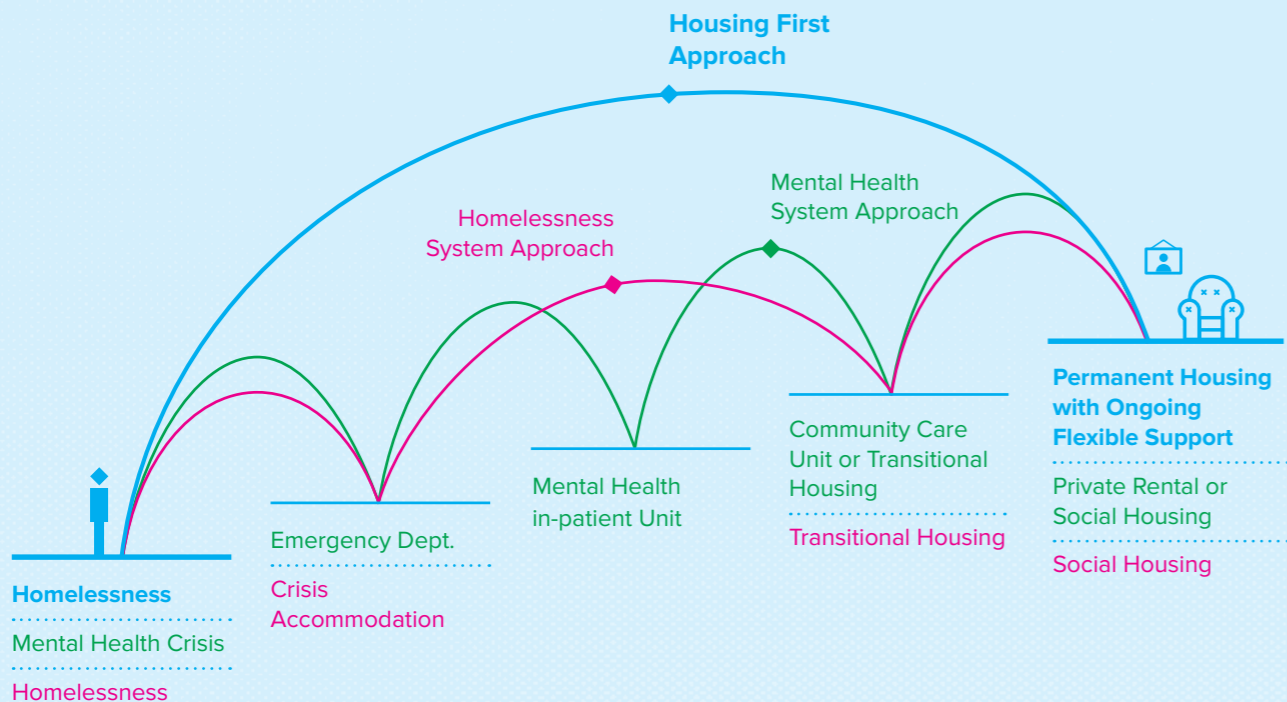 Housing First
Approach
Mental Health
System Approach
Homelessness
System Approach
Homelessness
Mental Health Crisis
Homelessness
Emergency Dept.
Crisis
Accommodation
Mental Health
in-patient Unit
Community Care
Unit or Transitional
Housing
Transitional Housing
Permanent Housing
with Ongoing
Flexible Support
Private Rental or
Social Housing
Social Housing